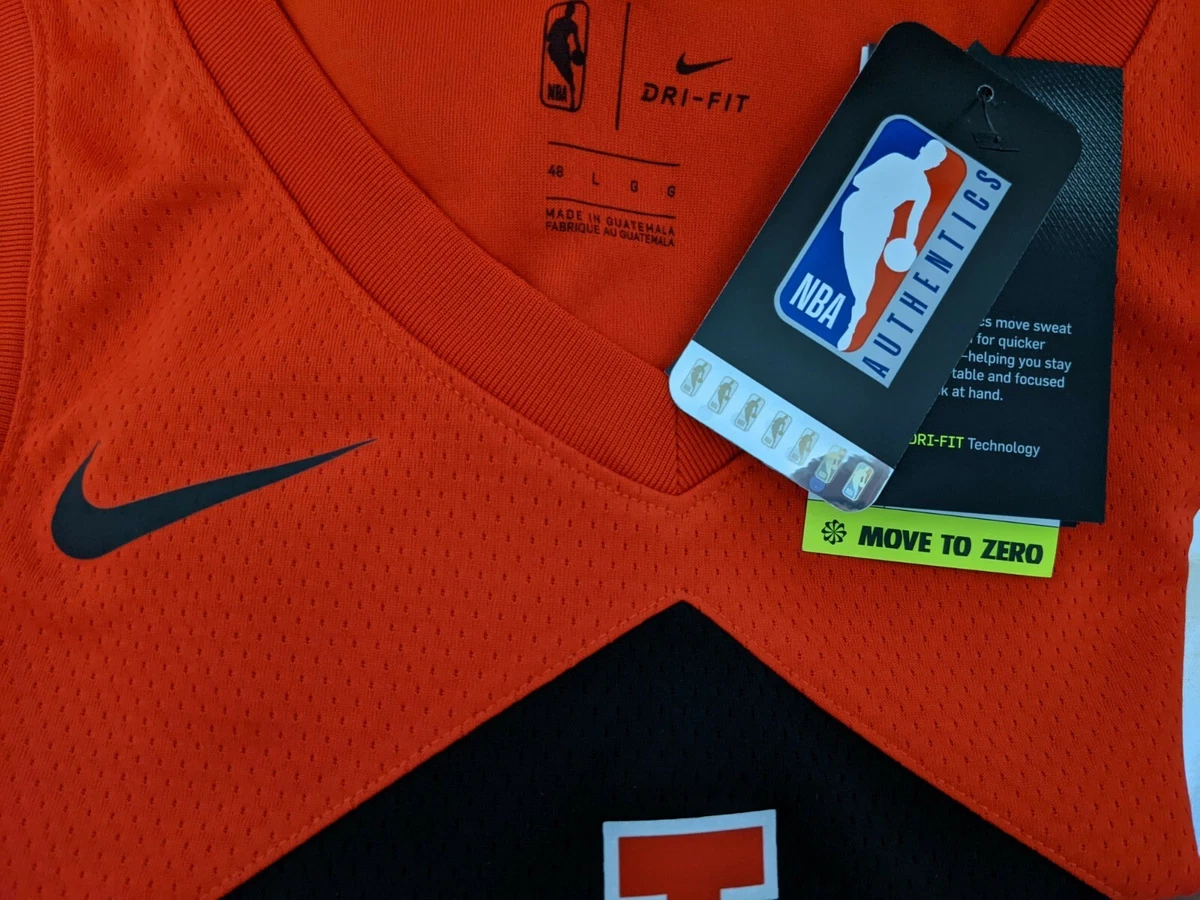 NBA
DRI-FIT
48 L G G
MADE IN GUATEMALA
FABRIQUE AU GUATEMALA
NBA
AUTHENTICS
move sweat
for quicker
helping you stay
and focused
at hand.
DRI-FIT Technology
MOVE TO ZERO